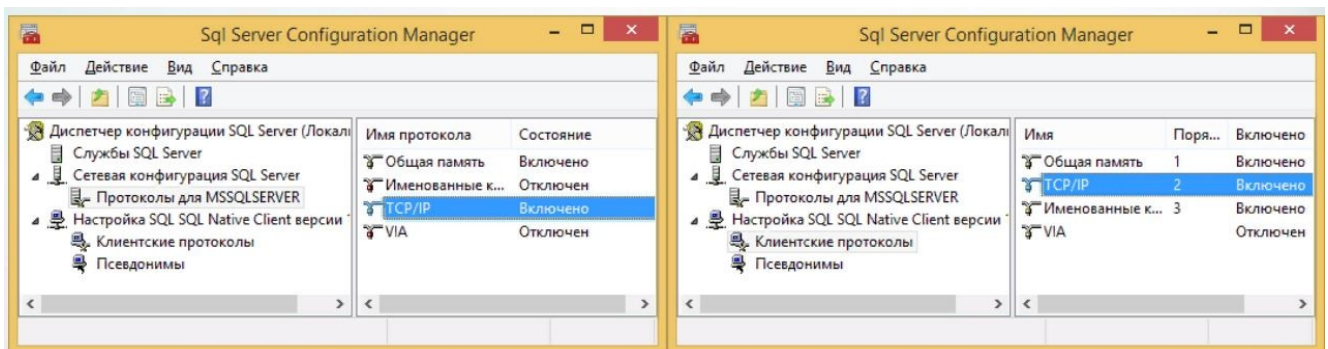 Sql Server Configuration Manager
Файл Действие Вид Справка
Диспетчер конфигурации SQL Server (Локал
Службы SQL Server
Сетевая конфигурация SQL Server
Протоколы для MSSQLSERVER
Настройка SQL SQL Native Client версии
Клиентские протоколы
Псевдонимы
Имя протокола Состояние
Общая память Включено
Именованные к... Отключен
TCP/IP Включено
VIA Отключен
Sql Server Configuration Manager
Файл Действие Вид Справка
Диспетчер конфигурации SQL Server (Локал
Службы SQL Server
Сетевая конфигурация SQL Server
Протоколы для MSSQLSERVER
Настройка SQL SQL Native Client версии
Клиентские протоколы
Псевдонимы
Имя Поря... Включено
Общая память 1 Включено
TCP/IP 2 Включено
Именованные к... 3 Включено
VIA Отключен